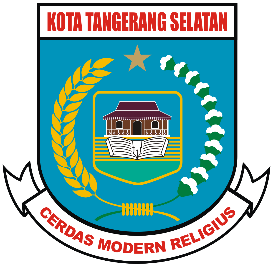 KOTA TANGERANG SELATAN
CERDAS MODERN RELIGIUS